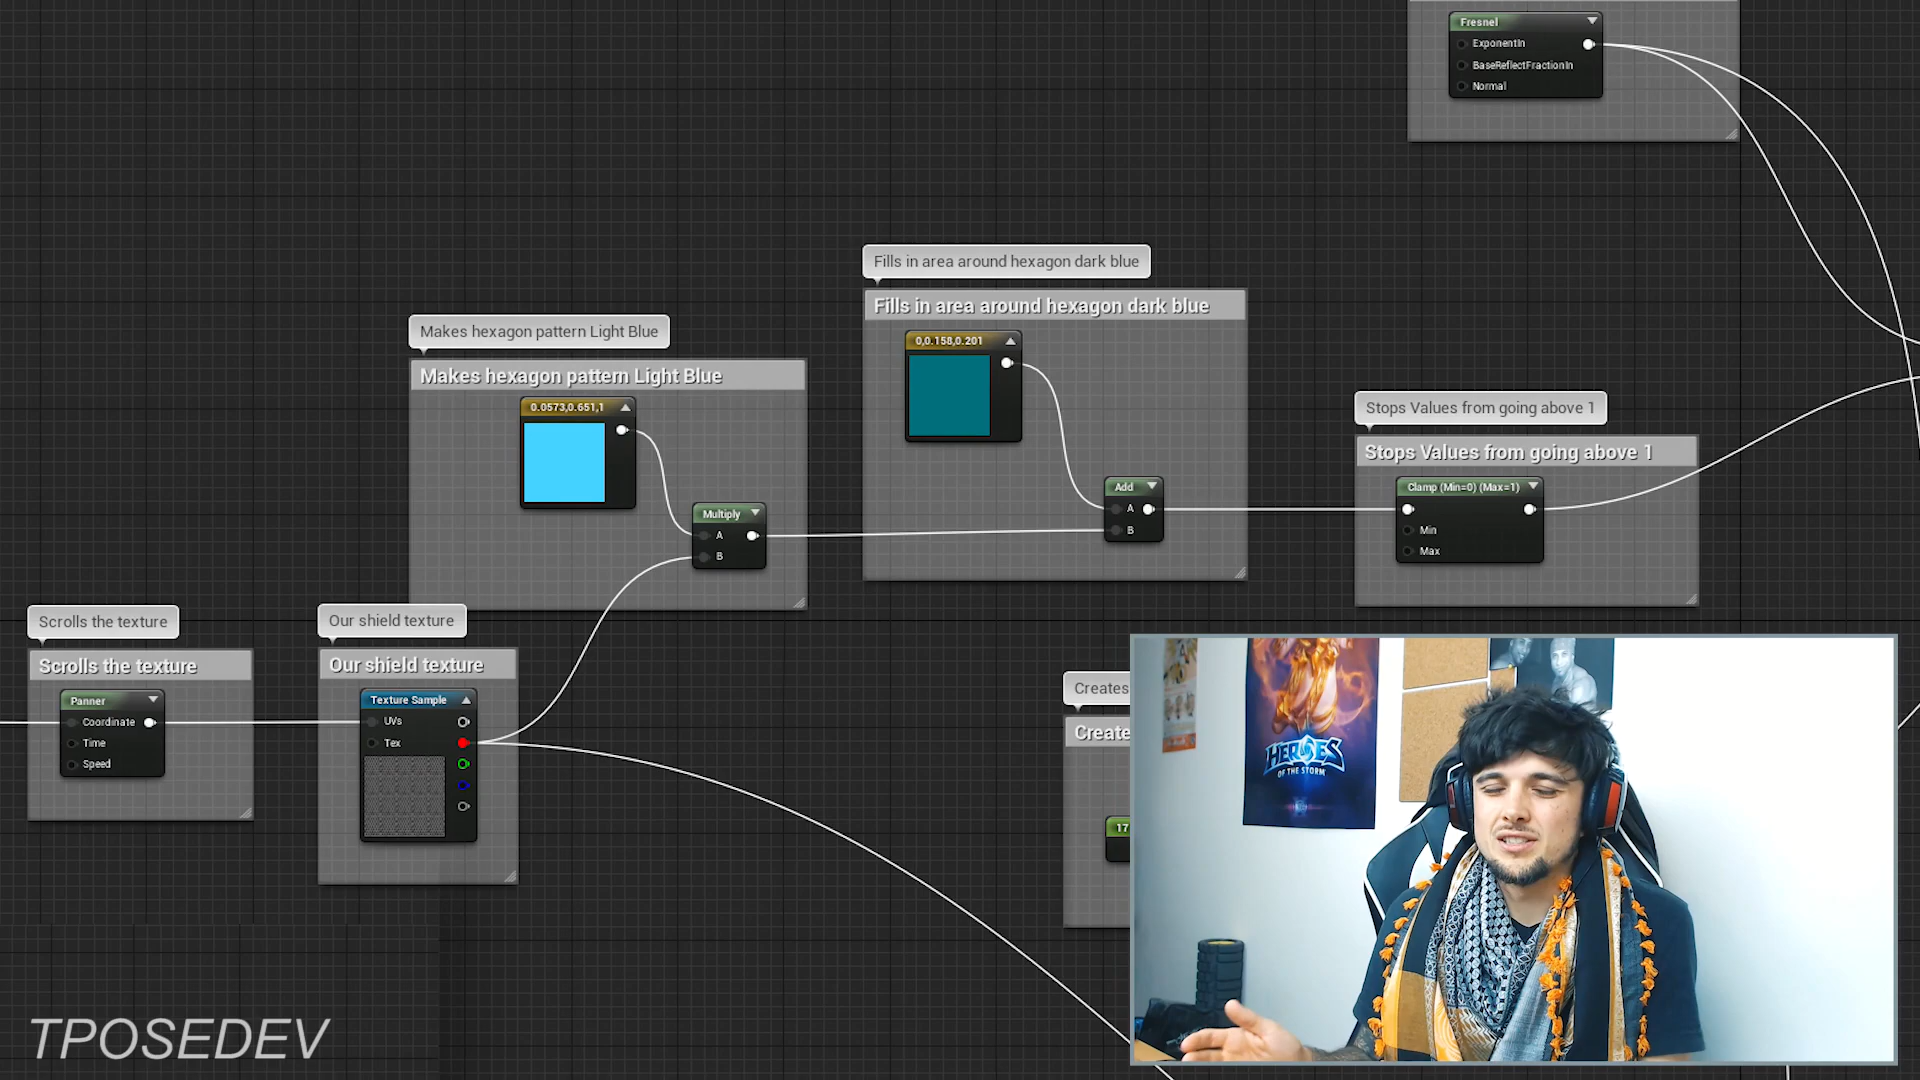 Fresnel
ExponentIn
BaseReflectFractionIn
Normal
Fills in area around hexagon dark blue
Fills in area around hexagon dark blue
0,0.158,0.201
Add
A
B
Makes hexagon pattern Light Blue
Makes hexagon pattern Light Blue
0.0573,0.651,1
Multiply
A
B
Stops Values from going above 1
Stops Values from going above 1
Clamp (Min=0) (Max=1)
Min
Max
Scrolls the texture
Scrolls the texture
Panner
Coordinate
Time
Speed
Our shield texture
Our shield texture
Texture Sample
UVs
Tex
Creates
Create
17
HEROES
OF THE STORM
TPOSEDEV